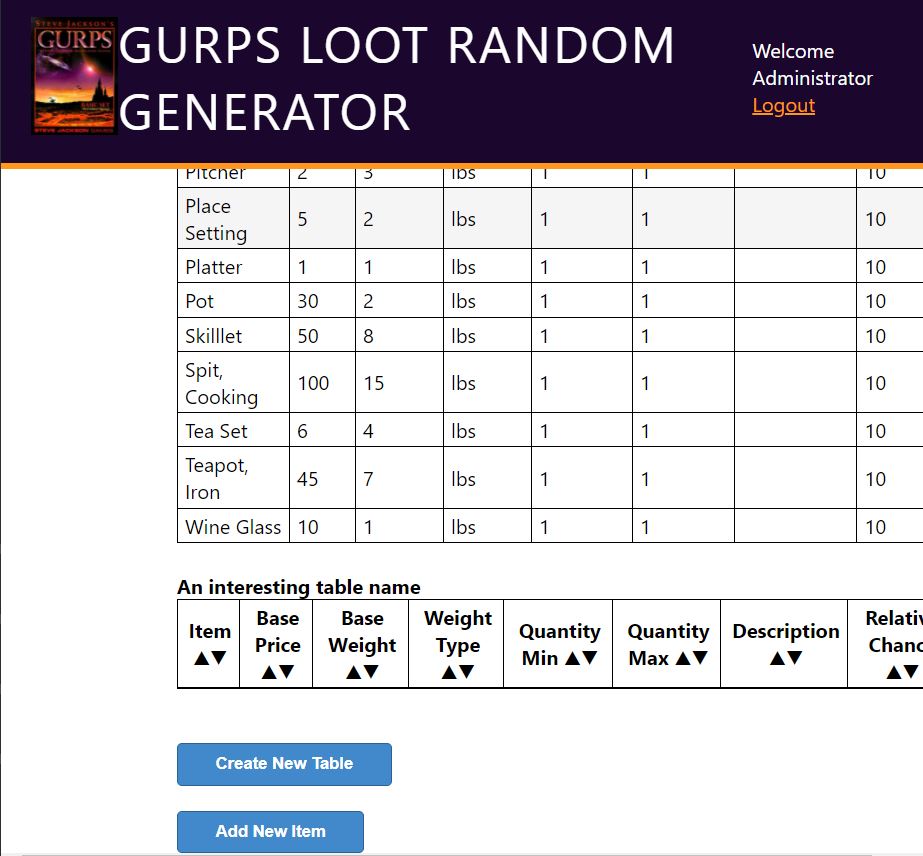 STEVE JACKSON'S
GURPS
BASIC SET
STEVE JACKSON GAMES
GURPS LOOT RANDOM
GENERATOR
Welcome
Administrator
Logout
Pitcher 2 3 lbs 1 1 10
Place
Setting 5 2 lbs 1 1 10
Platter 1 1 lbs 1 1 10
Pot 30 2 lbs 1 1 10
Skilllet 50 8 lbs 1 1 10
Spit,
Cooking 100 15 lbs 1 1 10
Tea Set 6 4 lbs 1 1 10
Teapot,
Iron 45 7 lbs 1 1 10
Wine Glass 10 1 lbs 1 1 10
An interesting table name
Item ▲▼ Base Price ▲▼ Base Weight ▲▼ Weight Type ▲▼ Quantity Min ▲▼ Quantity Max ▲▼ Description ▲▼ Relativ Chanc ▲▼
Create New Table
Add New Item